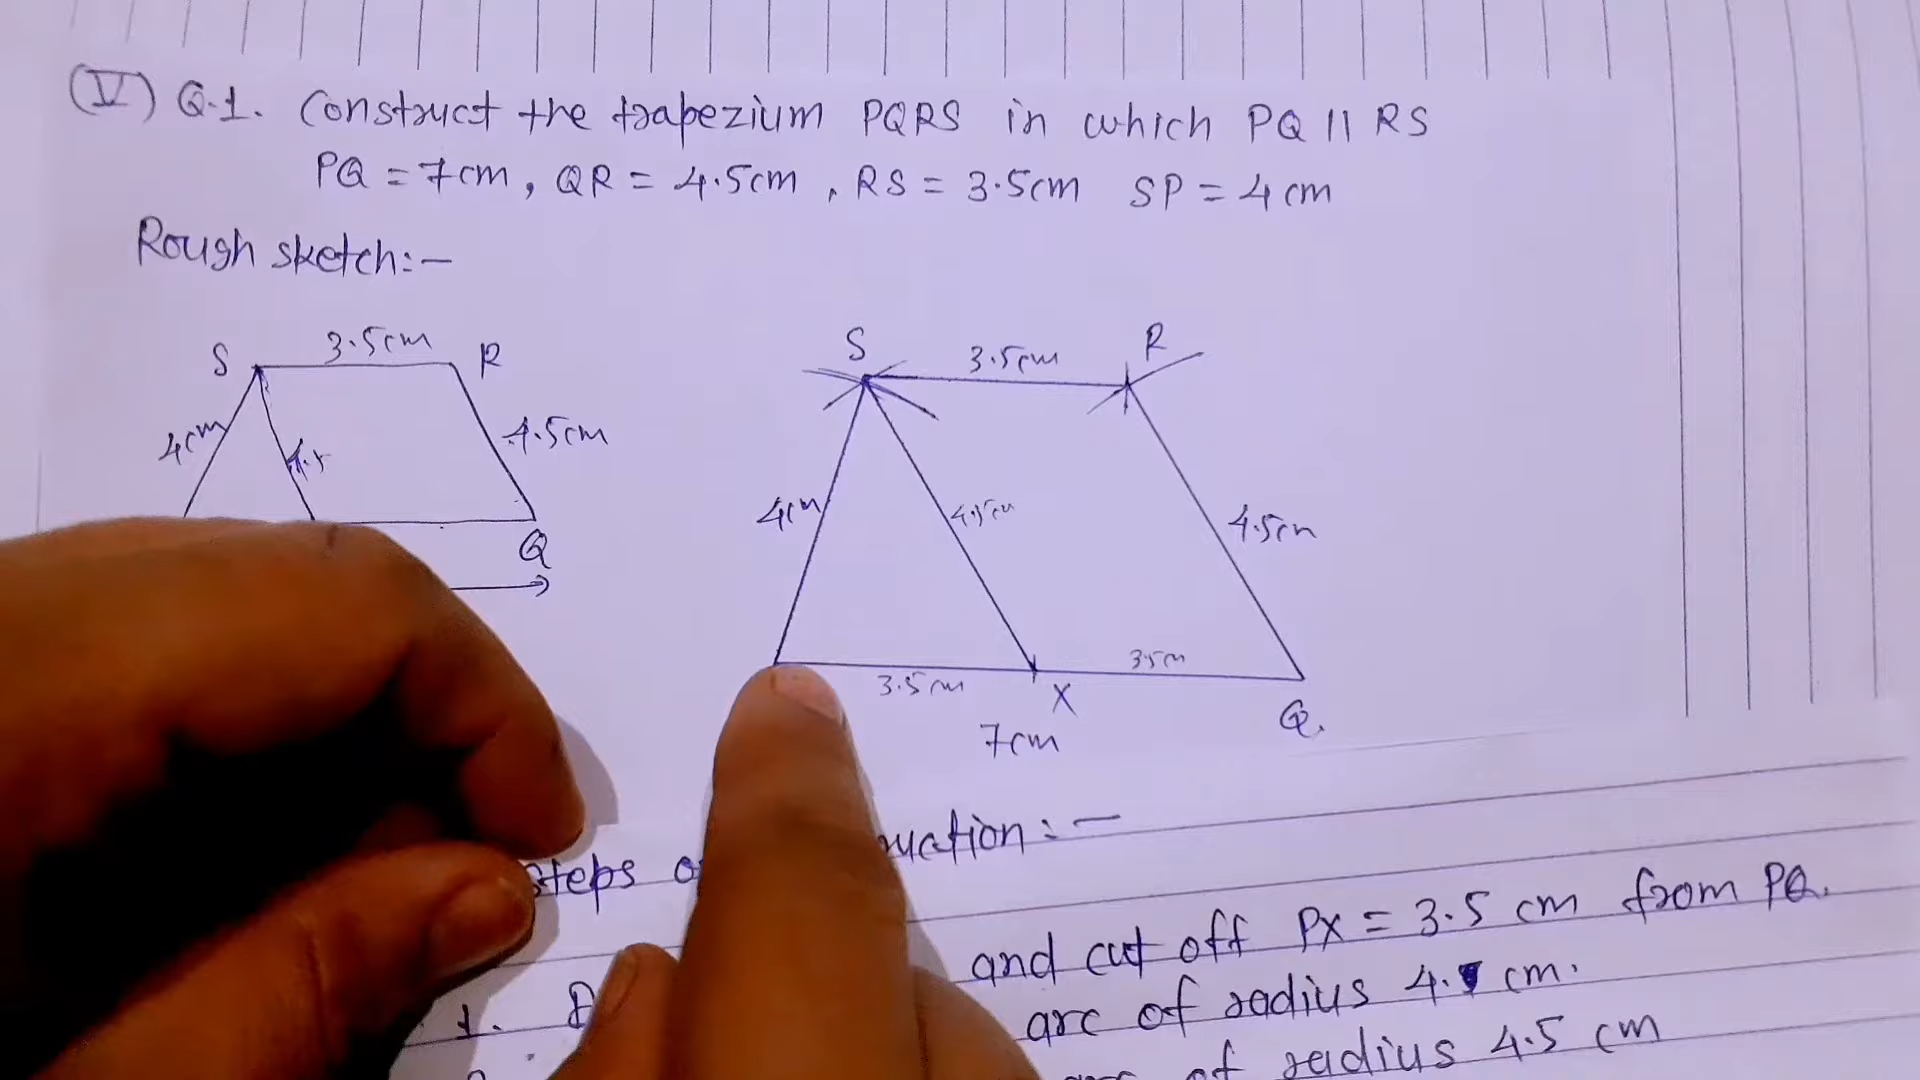 (V) Q.1. Construct the trapezium PQRS in which PQ || RS
PQ = 7cm, QR = 4.5cm, RS = 3.5cm SP = 4cm
Rough sketch:-
S 3.5cm R
4cm 4.5 4.5cm
Q
S 3.5cm R
4cm 4.5cm 4.5cm
3.5cm X 3.5cm Q.
7cm
steps
1.
and cut off PX = 3.5 cm from PQ.
arc of radius 4. cm.
of radius 4.5 cm